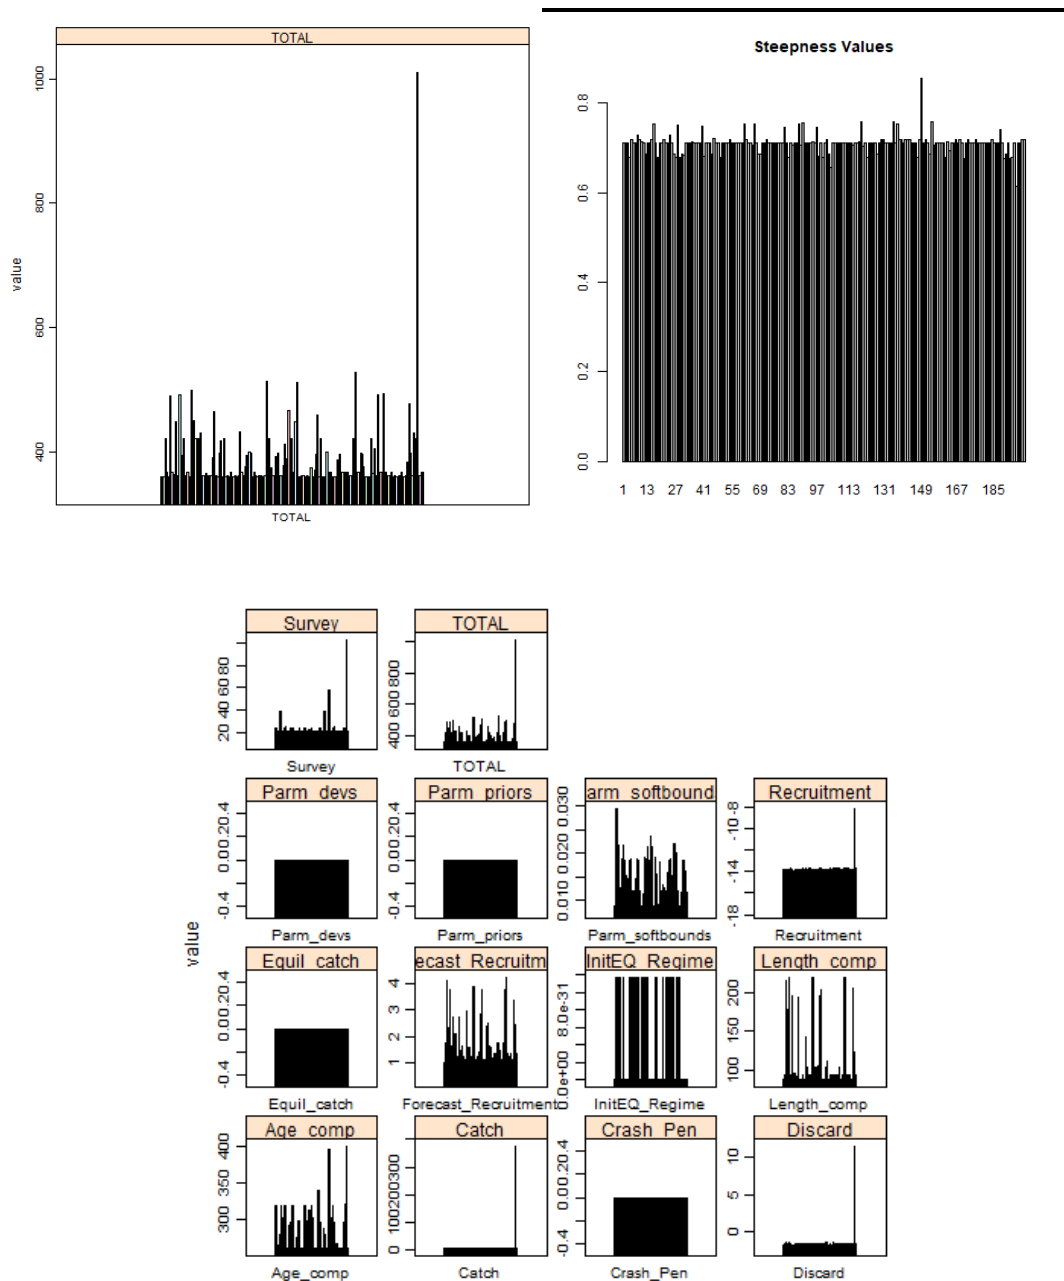 TOTAL
1000
800
600
400
value
TOTAL
Steepness Values
0.8
0.6
0.4
0.2
0.0
1 13 27 41 55 69 83 97 113 131 149 167 185
Survey TOTAL
20 40 60 80
400 600 800
Survey TOTAL
Parm_devs Parm_priors arm_softbound Recruitment
-0.4 0.0 0.2 0.4
-0.4 0.0 0.2 0.4
0.010 0.020 0.030
-18 -14 -10 -8
Parm_devs Parm_priors Parm_softbounds Recruitment
value
Equil_catch ecast_Recruitm InitEQ_Regime Length_comp
-0.4 0.0 0.2 0.4
1 2 3 4
0.0e+00 8.0e-31
100 150 200
Equil_catch Forecast_Recruitment InitEQ_Regime Length_comp
Age_comp Catch Crash_Pen Discard
300 350 400
0 100 200 300
-0.4 0.0 0.2 0.4
0 5 10
Age_comp Catch Crash_Pen Discard